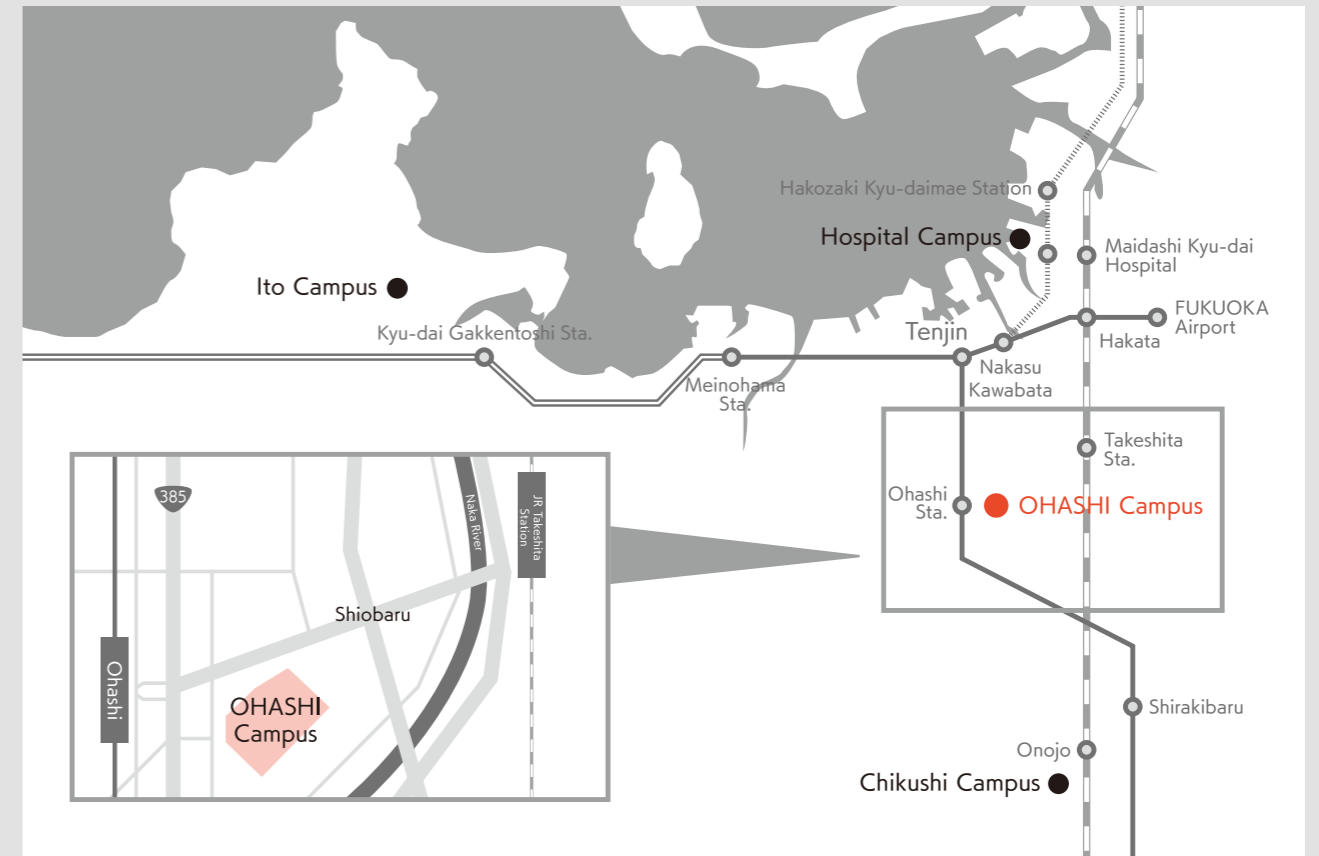 Hakozaki Kyu-daimae Station
Hospital Campus
Maidashi Kyu-dai
Hospital
Ito Campus
FUKUOKA
Airport
Kyu-dai Gakkentoshi Sta.
Tenjin
Hakata
Nakasu
Kawabata
Meinohama
Sta.
Takeshita
Sta.
Ohashi
Sta.
OHASHI Campus
385
Naka River
JR Takeshita
Station
Shiobaru
Ohashi
OHASHI
Campus
Shirakibaru
Onojo
Chikushi Campus